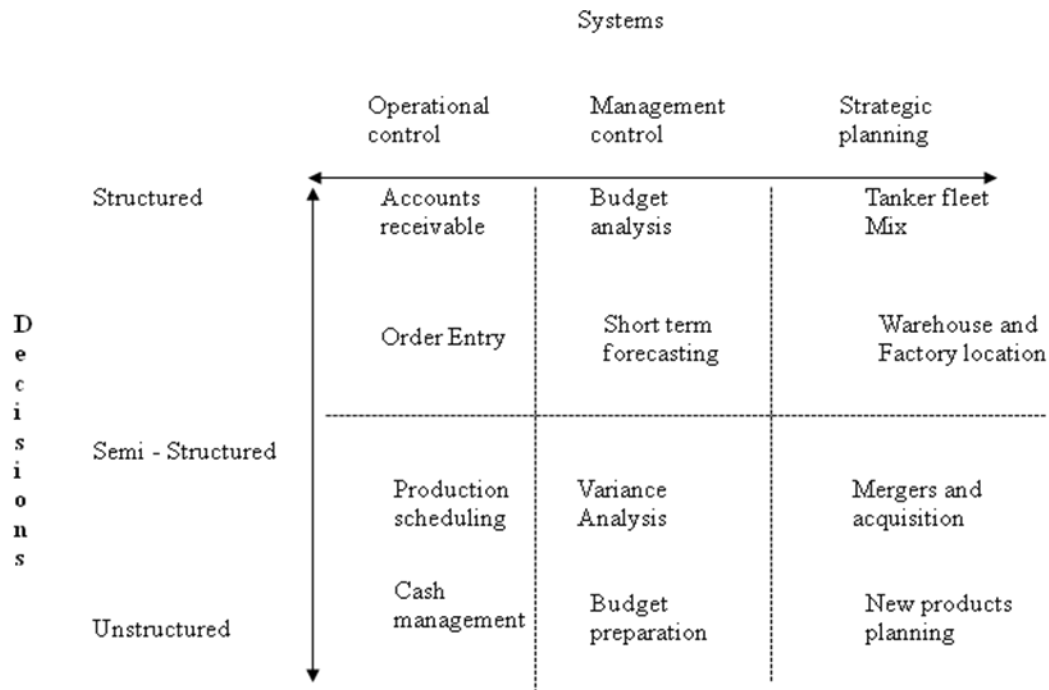 Systems
Operational
control
Management
control
Strategic
planning
Structured
Accounts
receivable
Budget
analysis
Tanker fleet
Mix
Decisions
Order Entry
Short term
forecasting
Warehouse and
Factory location
Semi - Structured
Production
scheduling
Variance
Analysis
Mergers and
acquisition
Unstructured
Cash
management
Budget
preparation
New products
planning